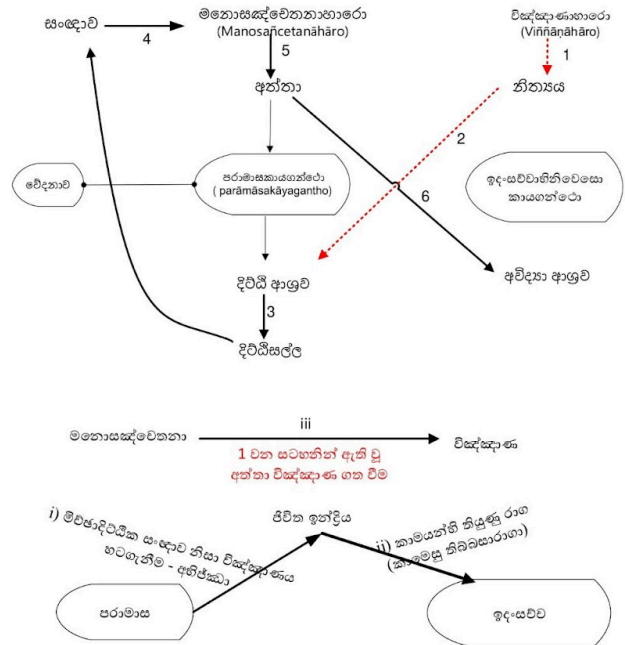 සංඥාව
4
මනොසඤ්චේතනාහාරො
(Manosañcetanāhāro)
විඤ්ඤාණාහාරො
(Viññāṇāhāro)
5
1
අත්තා
නිත්‍යය
2
වේදනාව
පරාමාසකායගන්ථො
( parāmāsakāyagantho)
6
ඉදංසච්චාභිනිවෙසො
කායගන්ථො
දිට්ඨි ආශ්‍රව
අවිද්‍යා ආශ්‍රව
3
දිට්ඨිසල්ල
මනොසඤ්චෙතනා
iii
විඤ්ඤාණ
1 වන සටහනින් ඇති වූ
අත්තා විඤ්ඤාණ ගත වීම
i) මිච්ඡාදිට්ඨික සංඥාව නිසා විඤ්ඤාණය
හටගැනීම - අභිජ්ඣා
ජීවිත ඉන්ද්‍රිය
ii) කාමයන්හි තියුණු රාග
(කාමෙසු තිබ්බසාරාගා)
පරාමාස
ඉදංසච්ච